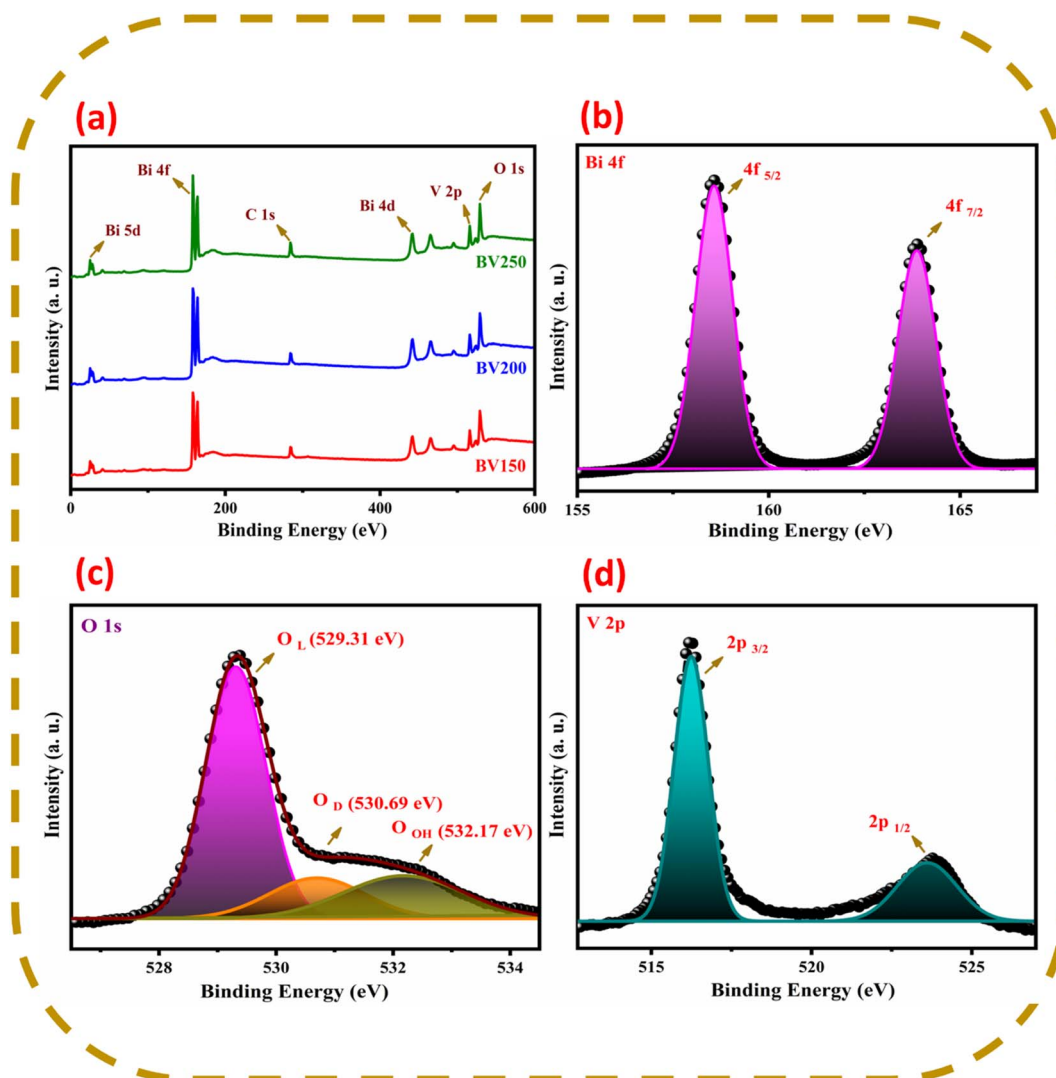 (a)
Bi 5d
Bi 4f
C 1s
Bi 4d
V 2p
O 1s
BV250
BV200
BV150
Intensity (a. u.)
0 200 400 600
Binding Energy (eV)
(b)
Bi 4f
4f 5/2
4f 7/2
Intensity (a. u.)
155 160 165
Binding Energy (eV)
(c)
O 1s
O L (529.31 eV)
O D (530.69 eV)
O OH (532.17 eV)
Intensity (a. u.)
528 530 532 534
Binding Energy (eV)
(d)
V 2p
2p 3/2
2p 1/2
Intensity (a. u.)
515 520 525
Binding Energy (eV)